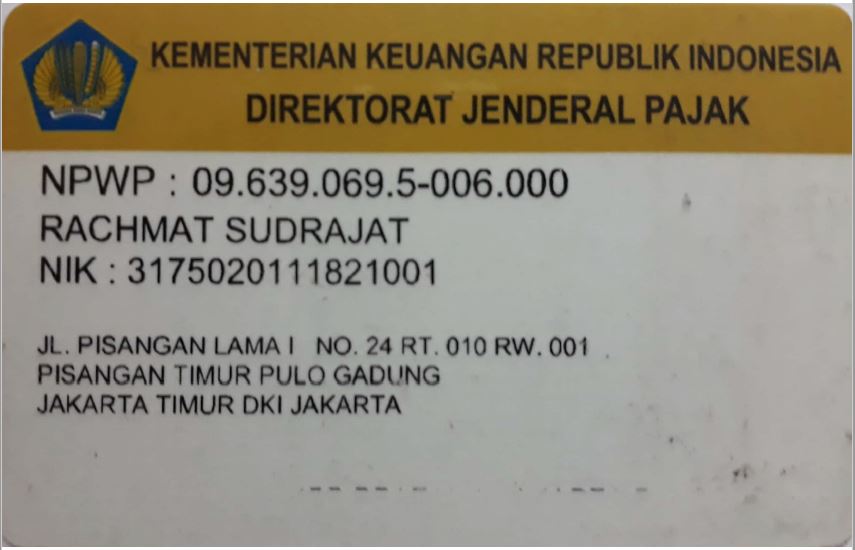 KEMENTERIAN KEUANGAN REPUBLIK INDONESIA
DIREKTORAT JENDERAL PAJAK
NPWP : 09.639.069.5-006.000
RACHMAT SUDRAJAT
NIK : 3175020111821001
JL. PISANGAN LAMA I NO. 24 RT. 010 RW. 001
PISANGAN TIMUR PULO GADUNG
JAKARTA TIMUR DKI JAKARTA